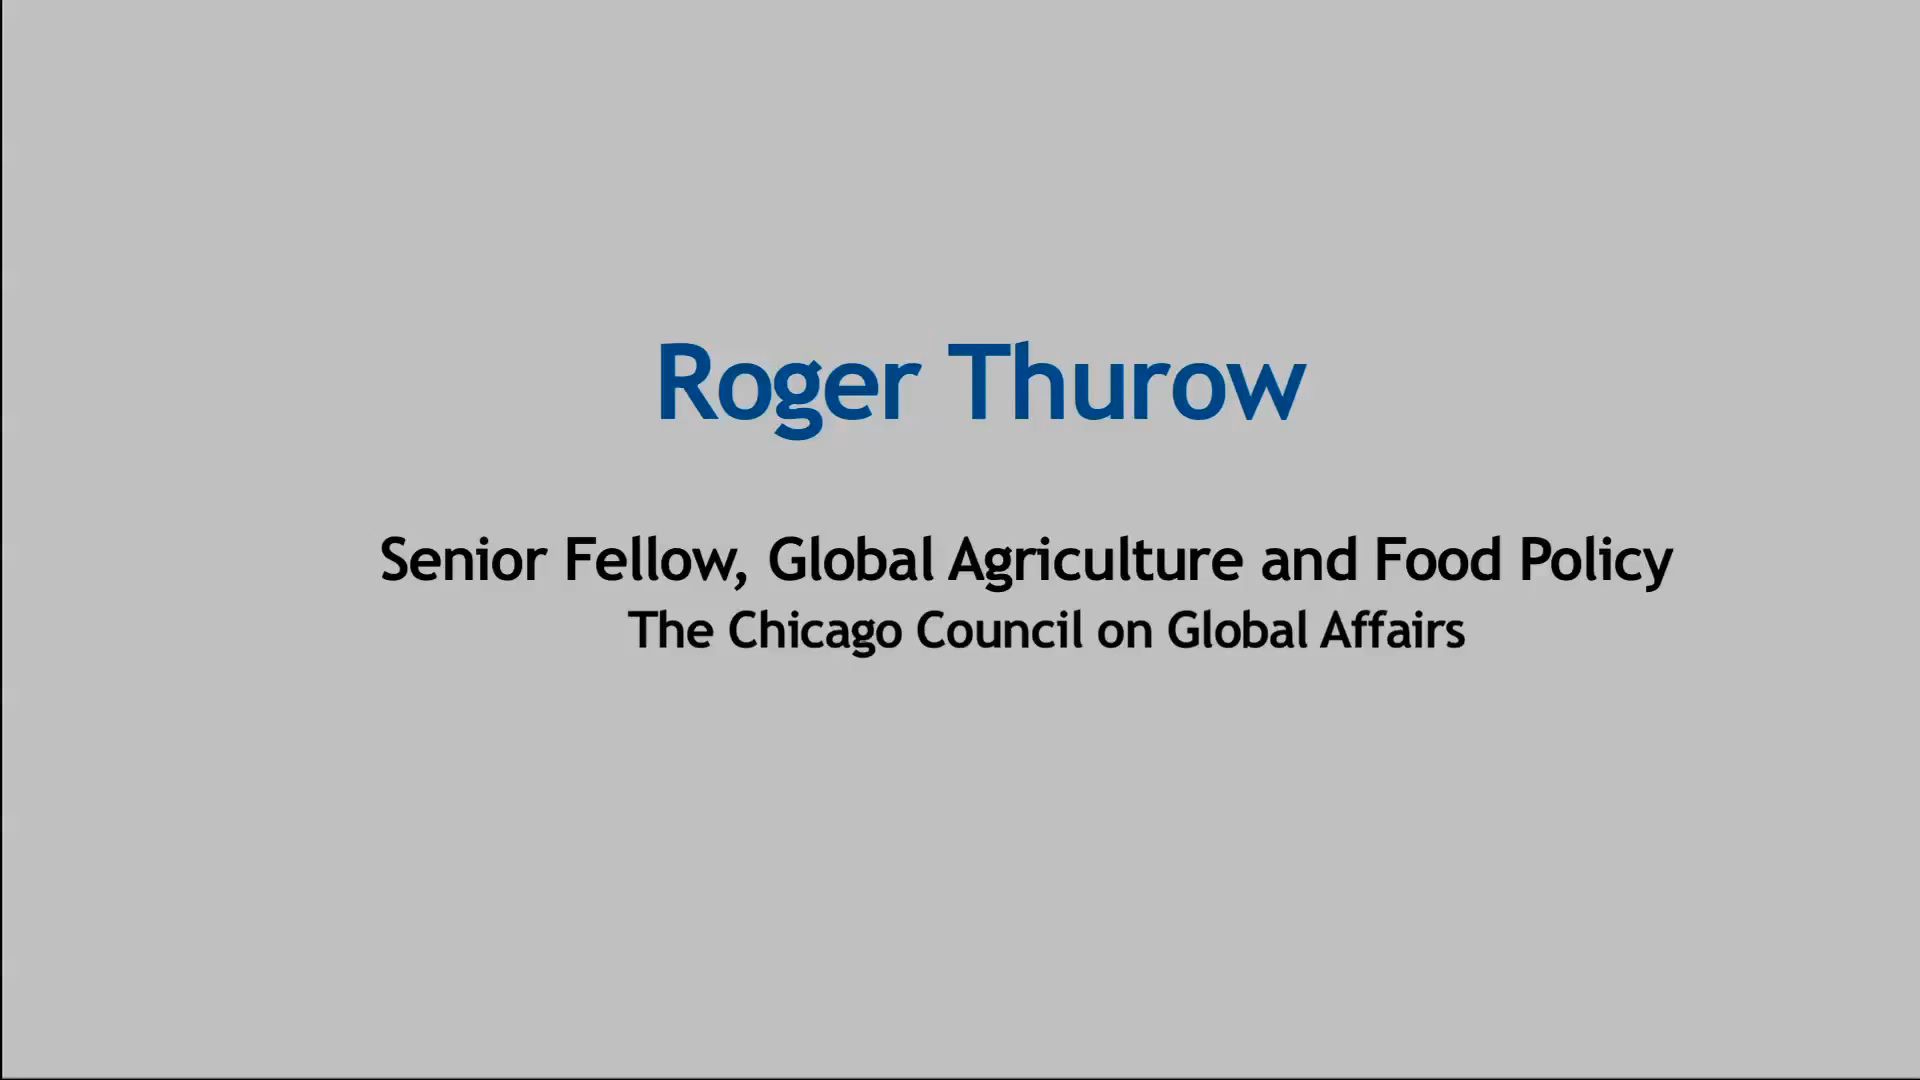 Roger Thurow
Senior Fellow, Global Agriculture and Food Policy
The Chicago Council on Global Affairs